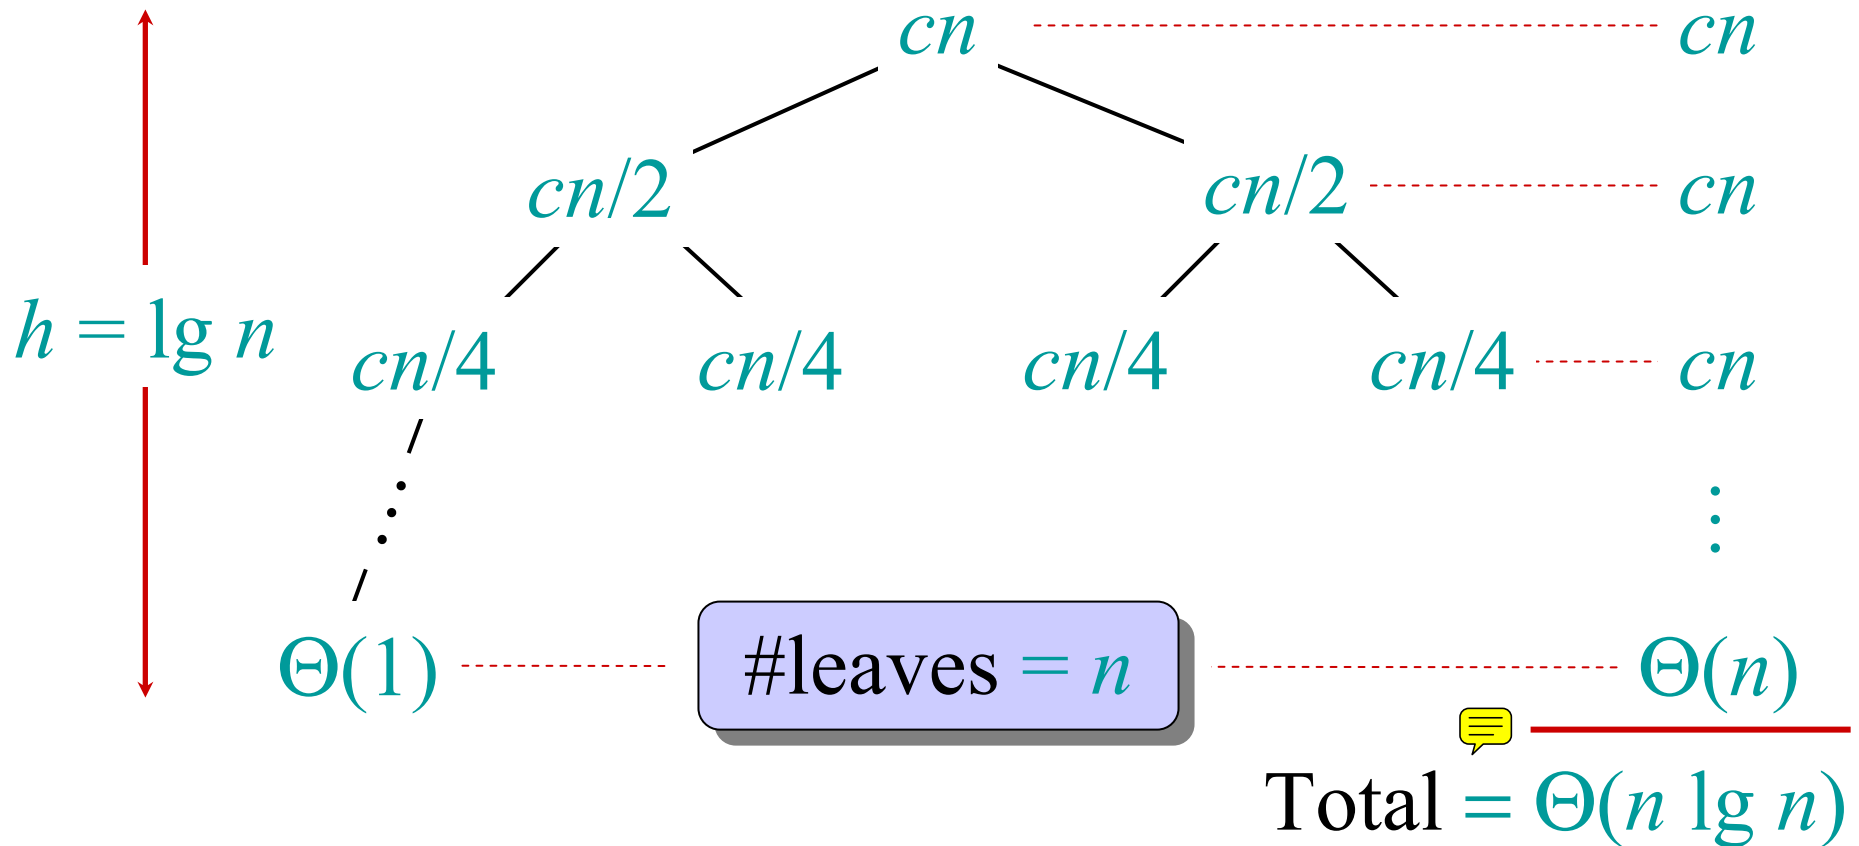 cn cn
cn/2 cn/2 cn
h = lg n
cn/4 cn/4 cn/4 cn/4 cn
Θ(1) #leaves = n Θ(n)
Total = Θ(n lg n)